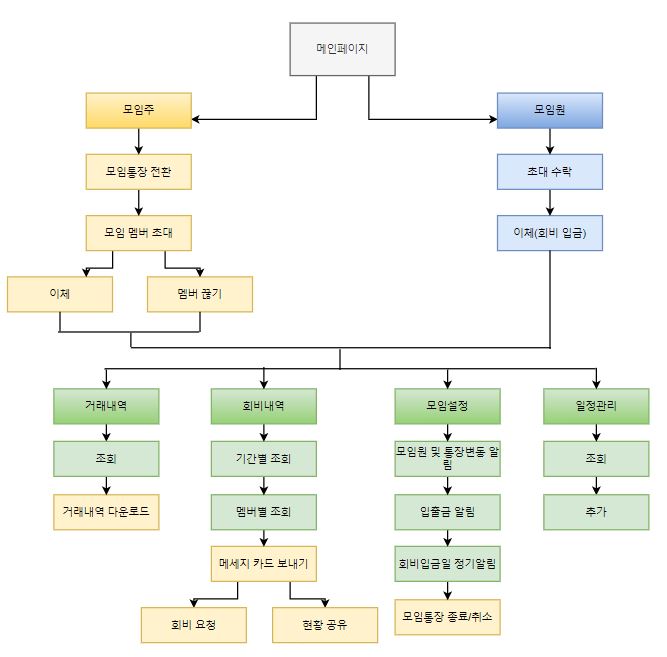 메인페이지
모임주
모임원
모임통장 전환
초대 수락
모임 멤버 초대
이체(회비 입금)
이체
멤버 끊기
거래내역
회비내역
모임설정
일정관리
조회
기간별 조회
모임원 및 통장변동 알
림
조회
거래내역 다운로드
멤버별 조회
입출금 알림
추가
메세지 카드 보내기
회비입금일 정기알림
회비 요청
현황 공유
모임통장 종료/취소